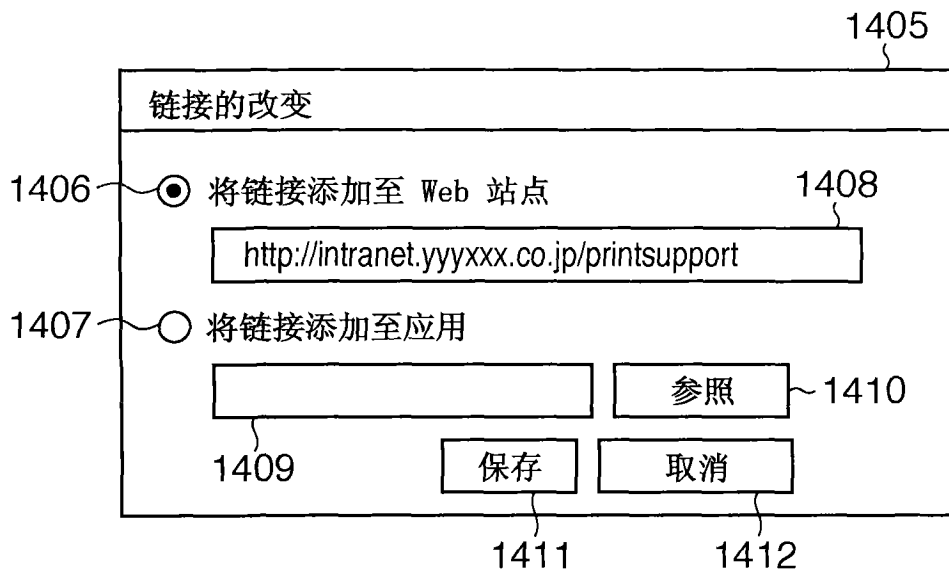 1405
链接的改变
1406
将链接添加至 Web 站点
1408
http://intranet.yyyxxx.co.jp/printsupport
1407
将链接添加至应用
参照
1410
1409
保存
取消
1411
1412